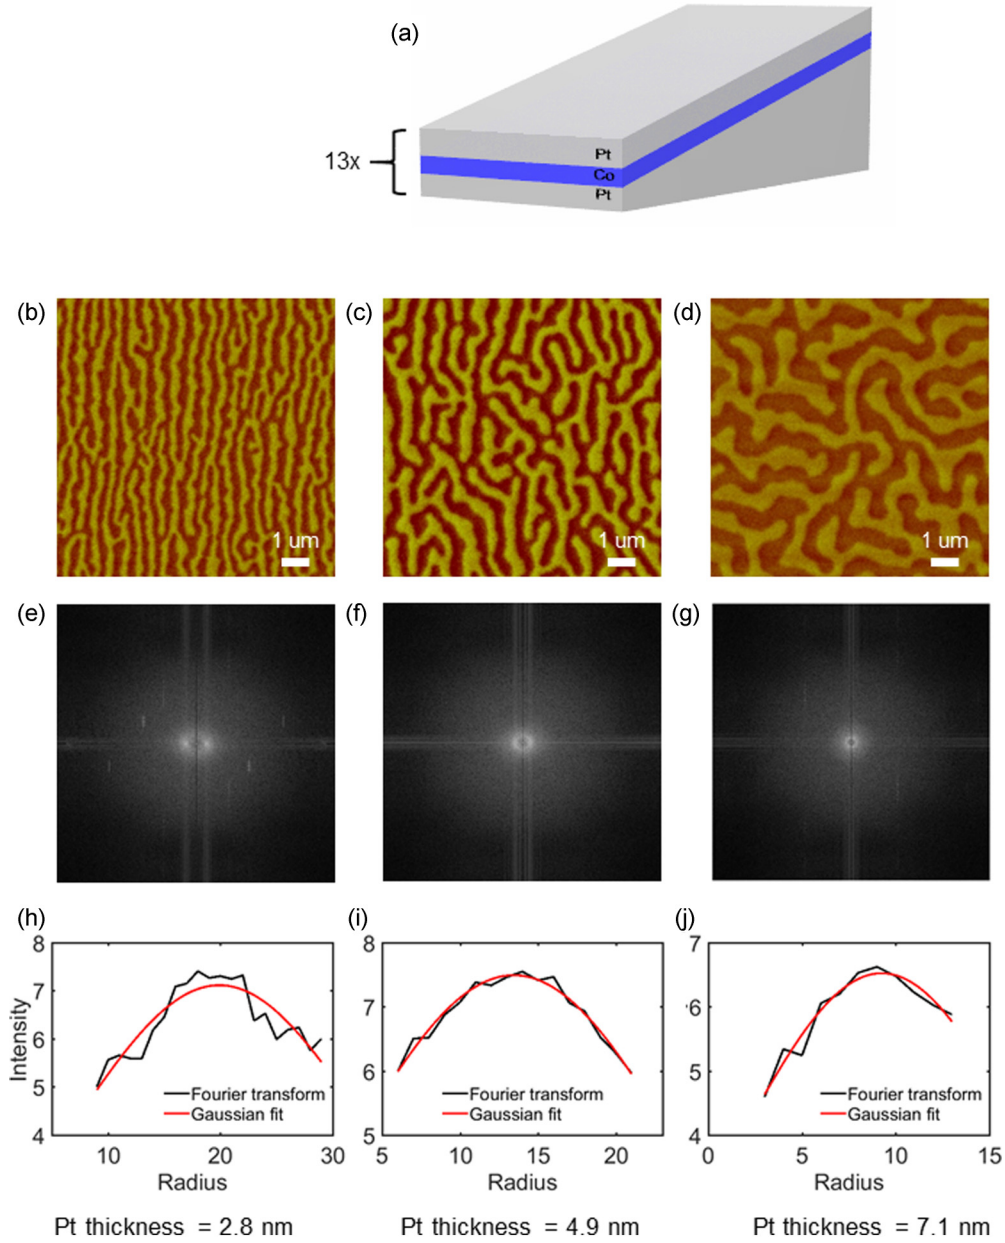 (a)
13x
Pt
Co
Pt
(b)
(c)
(d)
1 um
1 um
1 um
(e)
(f)
(g)
(h)
(i)
(j)
8
7
6
5
4
Intensity
10
20
30
Radius
Fourier transform
Gaussian fit
8
7
6
5
5
10
15
20
Radius
Fourier transform
Gaussian fit
7
6
5
4
0
5
10
15
Radius
Fourier transform
Gaussian fit
Pt thickness = 2.8 nm
Pt thickness = 4.9 nm
Pt thickness = 7.1 nm